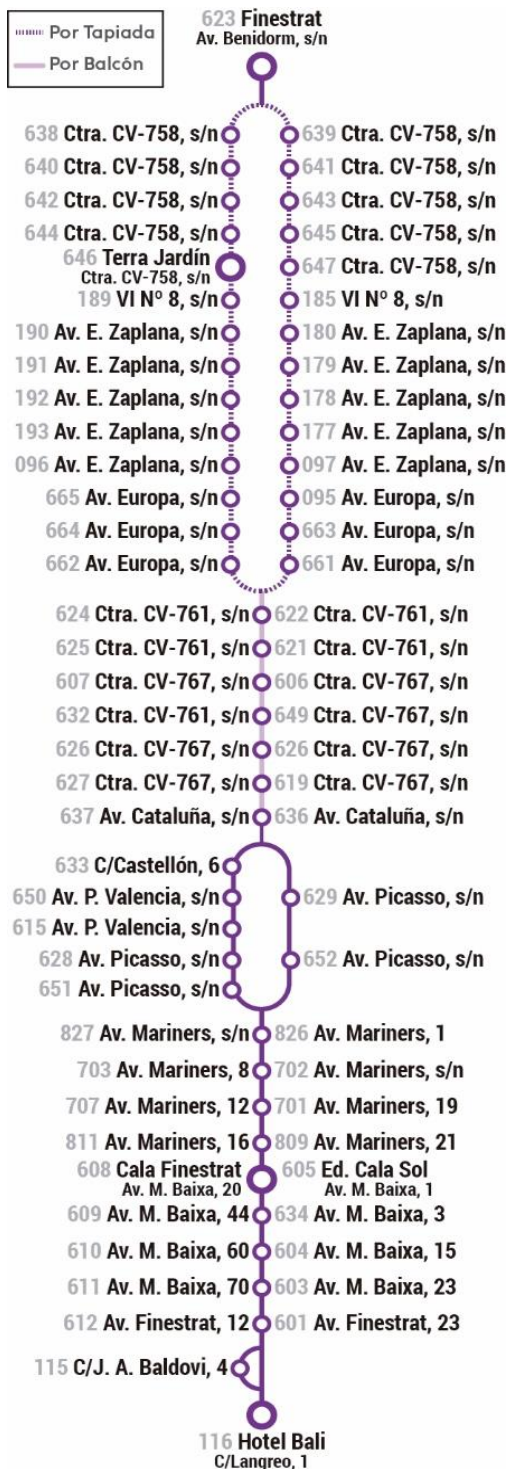 623 Finestrat
Av. Benidorm, s/n
Por Tapiada
Por Balcón
638 Ctra. CV-758, s/n 639 Ctra. CV-758, s/n
640 Ctra. CV-758, s/n 641 Ctra. CV-758, s/n
642 Ctra. CV-758, s/n 643 Ctra. CV-758, s/n
644 Ctra. CV-758, s/n 645 Ctra. CV-758, s/n
646 Terra Jardín 647 Ctra. CV-758, s/n
Ctra. CV-758, s/n
189 VI Nº 8, s/n 185 VI Nº 8, s/n
190 Av. E. Zaplana, s/n 180 Av. E. Zaplana, s/n
191 Av. E. Zaplana, s/n 179 Av. E. Zaplana, s/n
192 Av. E. Zaplana, s/n 178 Av. E. Zaplana, s/n
193 Av. E. Zaplana, s/n 177 Av. E. Zaplana, s/n
096 Av. E. Zaplana, s/n 097 Av. E. Zaplana, s/n
665 Av. Europa, s/n 095 Av. Europa, s/n
664 Av. Europa, s/n 663 Av. Europa, s/n
662 Av. Europa, s/n 661 Av. Europa, s/n
624 Ctra. CV-761, s/n 622 Ctra. CV-761, s/n
625 Ctra. CV-761, s/n 621 Ctra. CV-761, s/n
607 Ctra. CV-767, s/n 606 Ctra. CV-767, s/n
632 Ctra. CV-761, s/n 649 Ctra. CV-767, s/n
626 Ctra. CV-767, s/n 626 Ctra. CV-767, s/n
627 Ctra. CV-767, s/n 619 Ctra. CV-767, s/n
637 Av. Cataluña, s/n 636 Av. Cataluña, s/n
633 C/Castellón, 6
650 Av. P. Valencia, s/n 629 Av. Picasso, s/n
615 Av. P. Valencia, s/n
628 Av. Picasso, s/n 652 Av. Picasso, s/n
651 Av. Picasso, s/n
827 Av. Mariners, s/n 826 Av. Mariners, 1
703 Av. Mariners, 8 702 Av. Mariners, s/n
707 Av. Mariners, 12 701 Av. Mariners, 19
811 Av. Mariners, 16 809 Av. Mariners, 21
608 Cala Finestrat 605 Ed. Cala Sol
Av. M. Baixa, 20 Av. M. Baixa, 1
609 Av. M. Baixa, 44 634 Av. M. Baixa, 3
610 Av. M. Baixa, 60 604 Av. M. Baixa, 15
611 Av. M. Baixa, 70 603 Av. M. Baixa, 23
612 Av. Finestrat, 12 601 Av. Finestrat, 23
115 C/J. A. Baldovi, 4
116 Hotel Bali
C/Langreo, 1